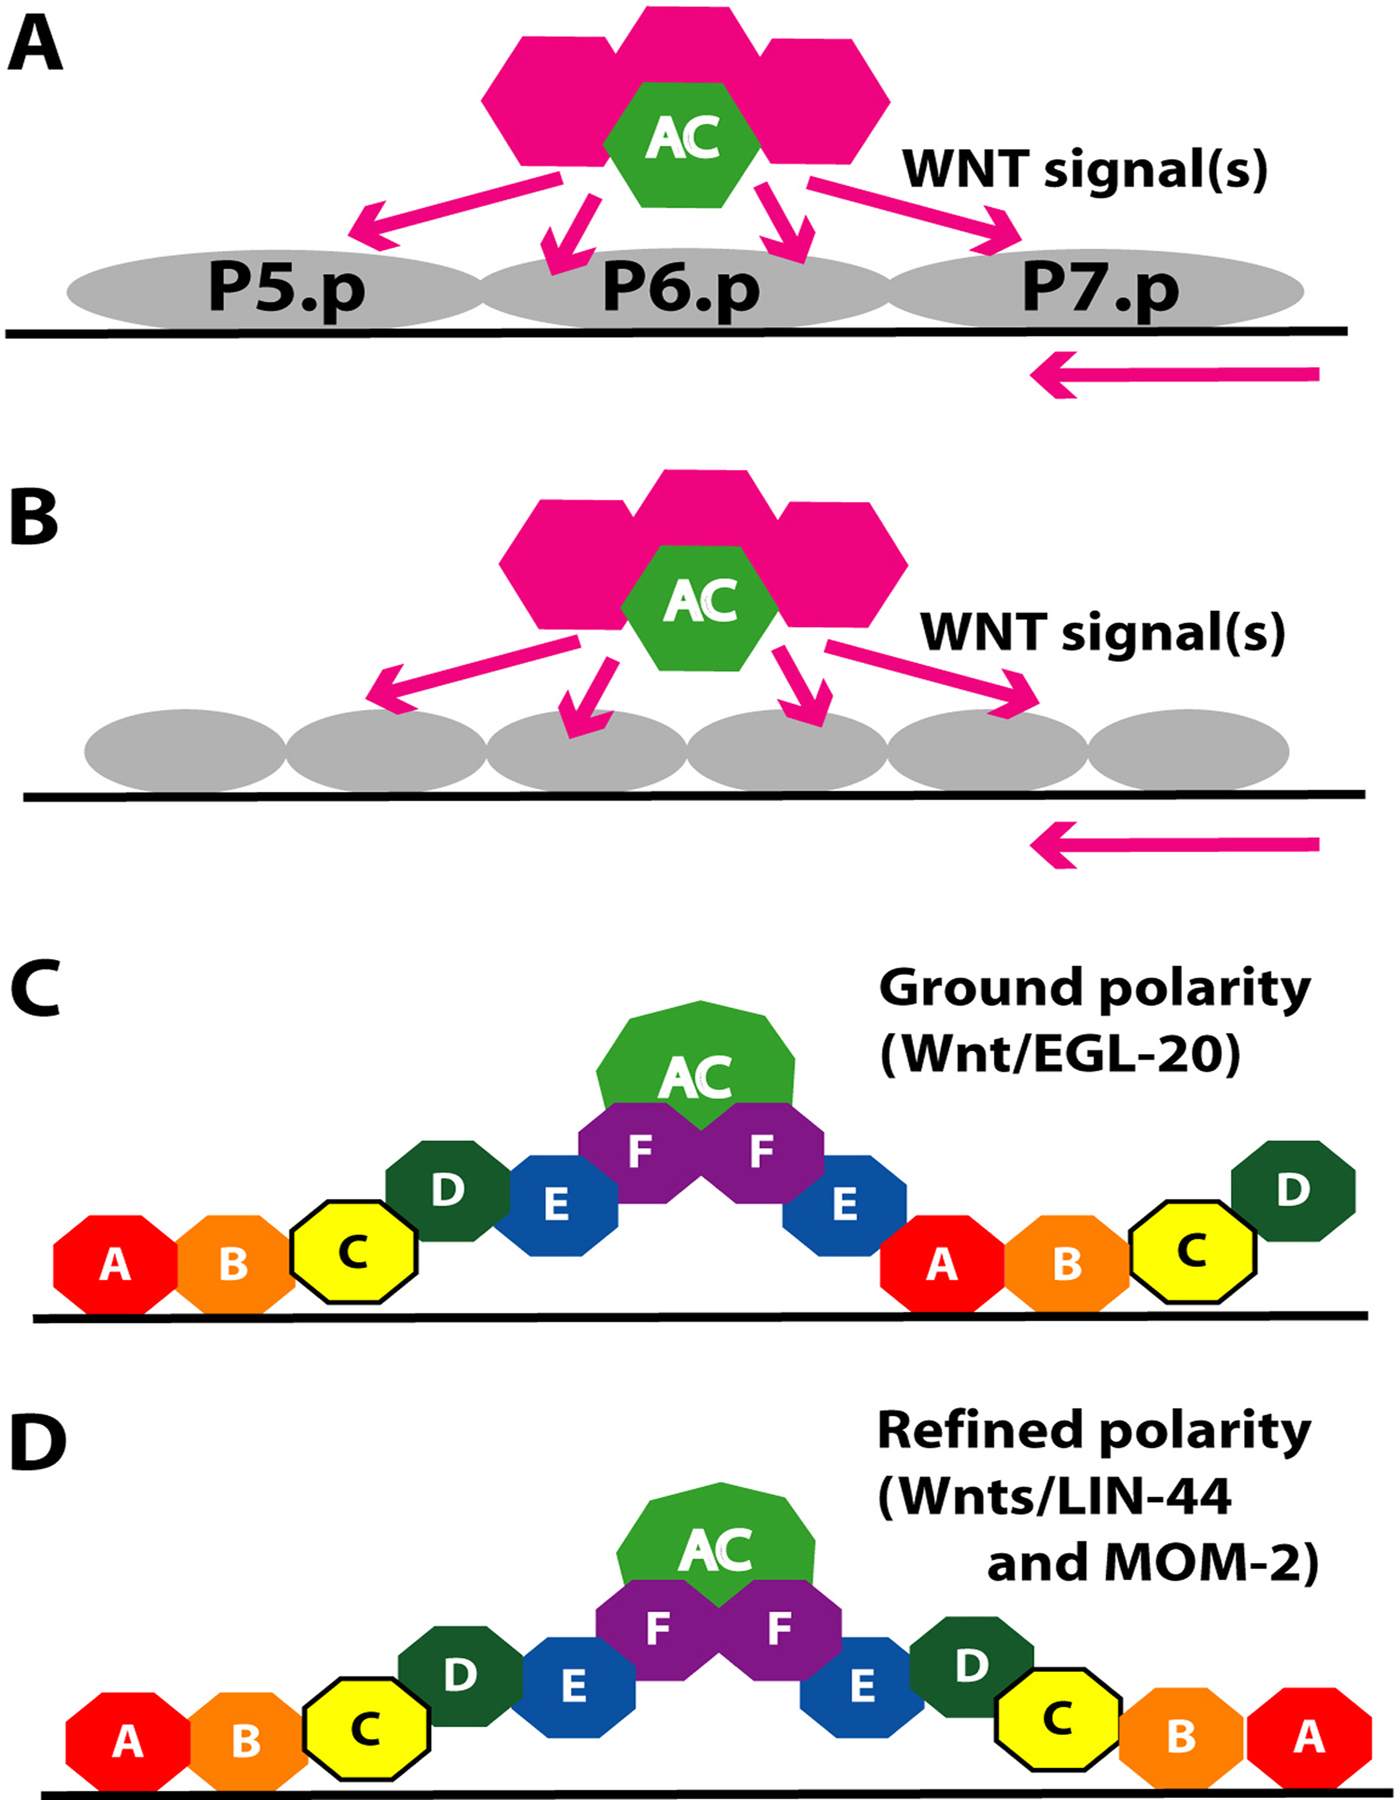 A
AC
WNT signal(s)
P5.p P6.p P7.p
B
AC
WNT signal(s)
C
Ground polarity
(Wnt/EGL-20)
AC
F F
D E E D
A B C A B C
D
Refined polarity
(Wnts/LIN-44
and MOM-2)
AC
F F
D E E D
A B C C B A